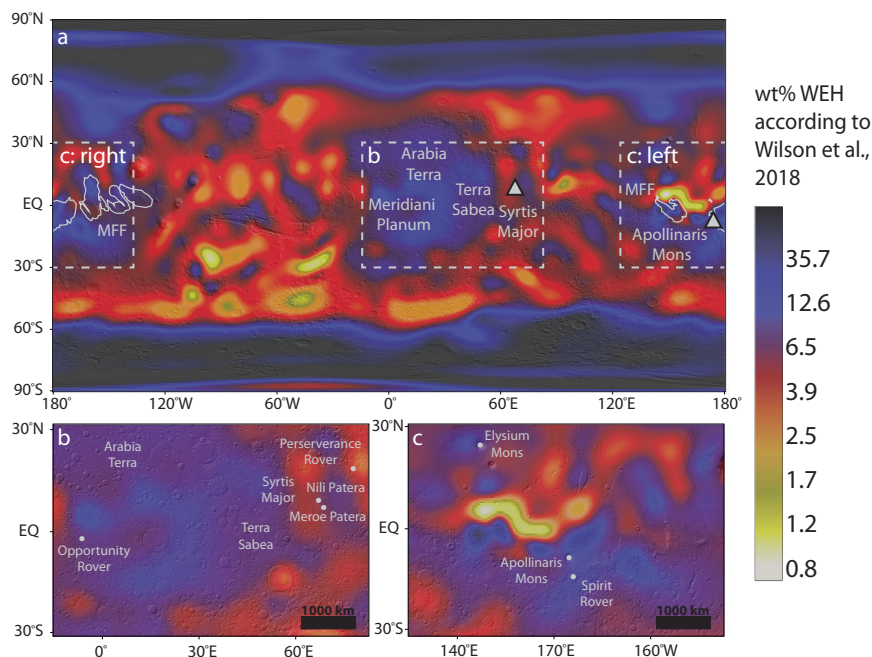 90°N
a
60°N
30°N
c: right
b
c: left
Arabia
Terra
MFF
EQ
Meridiani
Planum
Terra
Sabea
Syrtis
Major
MFF
Apollinaris
Mons
30°S
60°S
90°S
180°
120°W
60°W
0°
60°E
120°E
180°
wt% WEH
according to
Wilson et al.,
2018
35.7
12.6
6.5
3.9
2.5
1.7
1.2
0.8
30°N
b
Arabia
Terra
Perserverance
Rover
Syrtis
Major
Nili Patera
Meroe Patera
EQ
Terra
Sabea
Opportunity
Rover
1000 km
30°S
0°
30°E
60°E
30°N
c
Elysium
Mons
EQ
Apollinaris
Mons
Spirit
Rover
1000 km
30°S
140°E
170°E
160°W